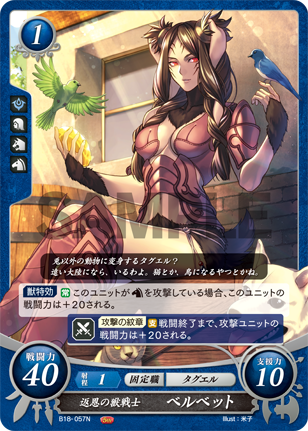 1
SAMPLE
兎以外の動物に変身するタグエル?
遠い大陸になら、いるわよ。猫とか、鳥になるやつとかね。
獣特効 常 このユニットが を攻撃している場合、このユニットの
戦闘力は+20される。
攻撃の紋章 支 戦闘終了まで、攻撃ユニットの
戦闘力は+20される。
戦闘力
40
射程 1 固定職 タグエル
支援力
10
返恩の獣戦士 ベルベット
B18-057N Illust:米子